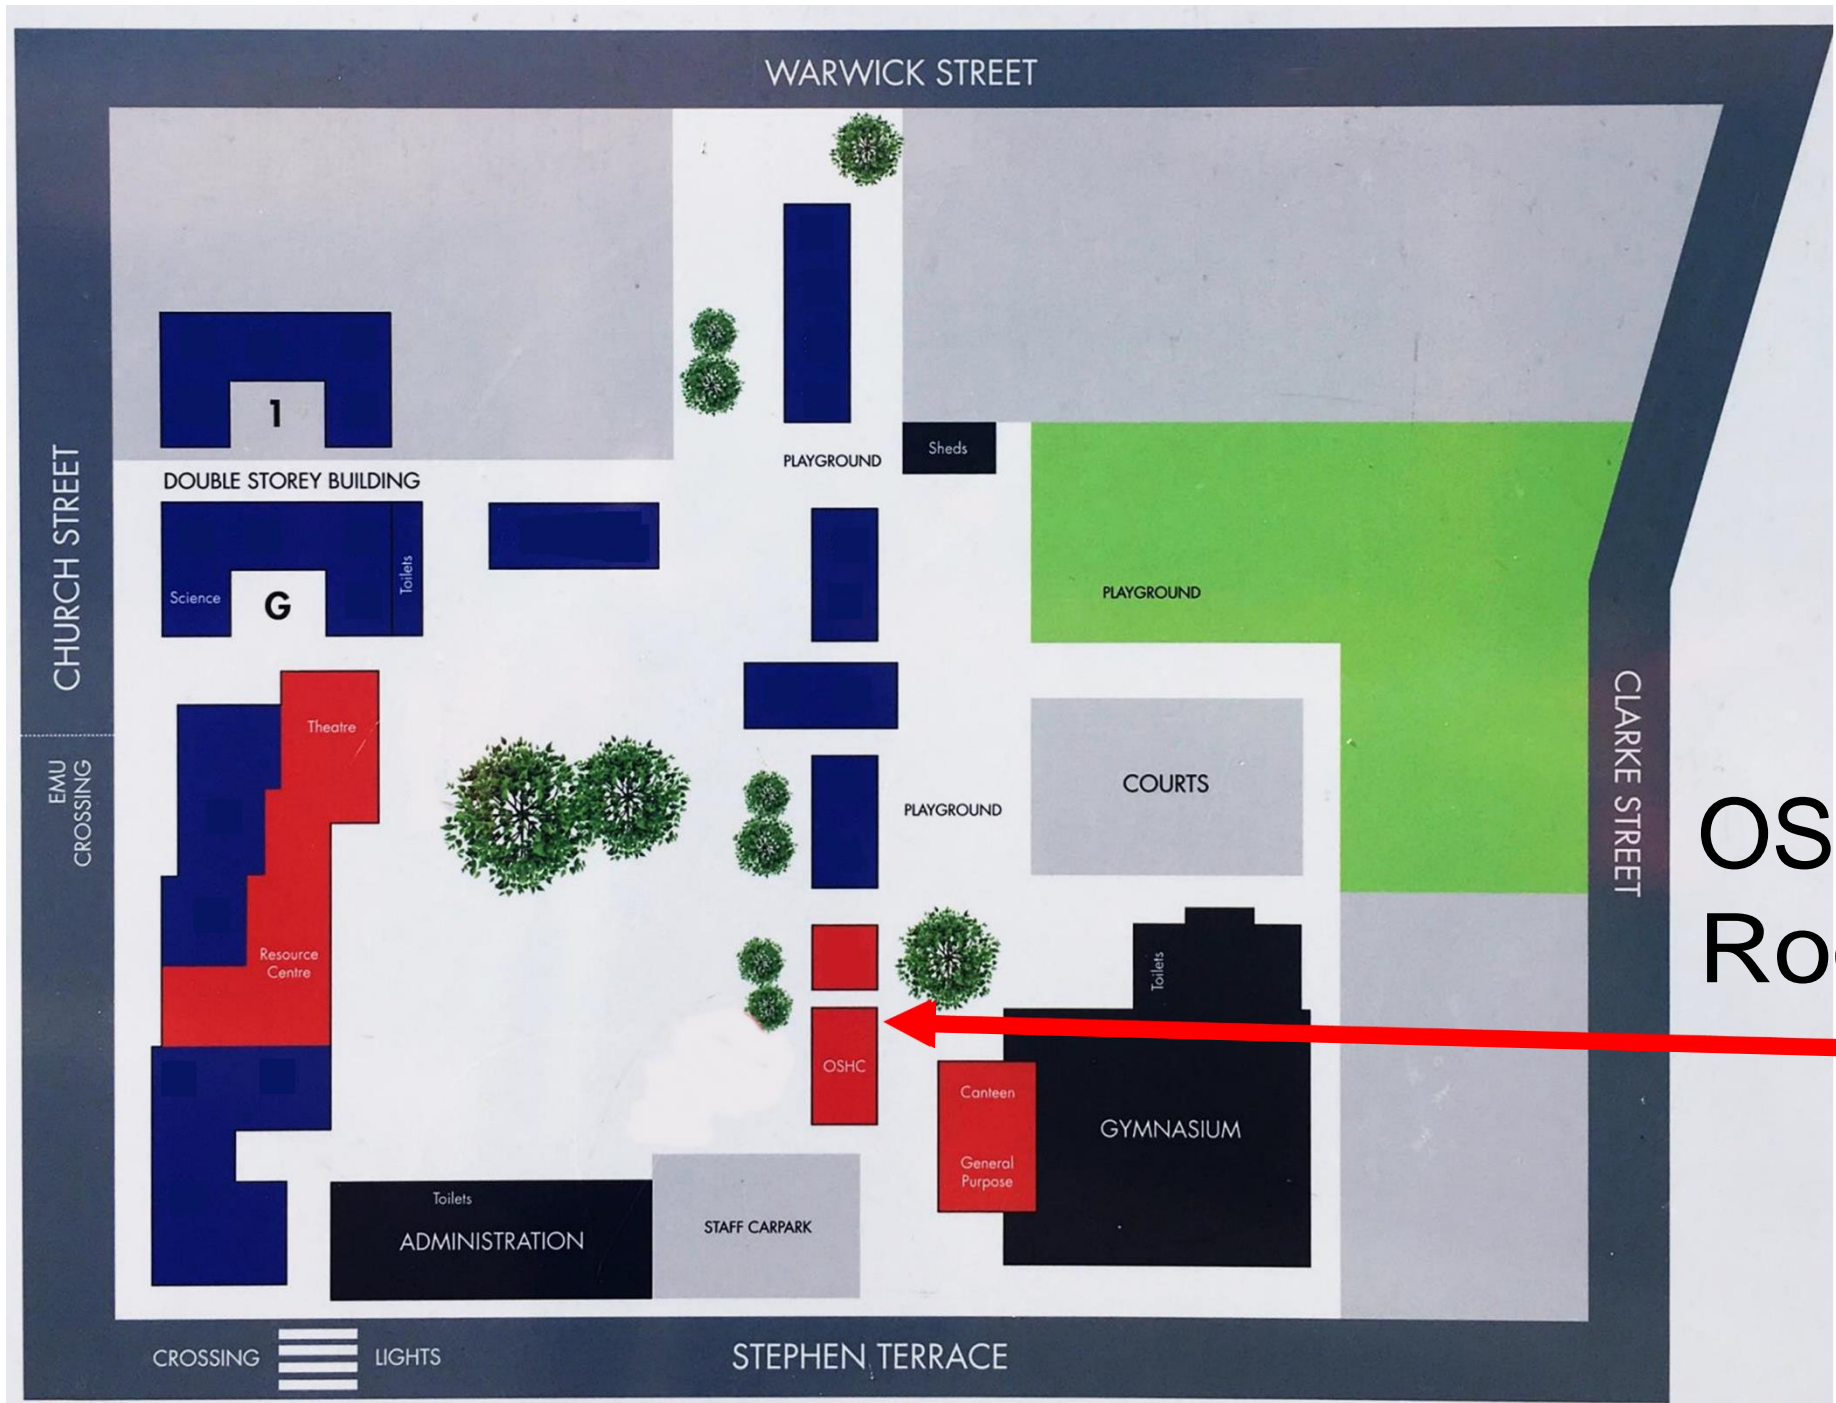 WARWICK STREET
1
DOUBLE STOREY BUILDING
PLAYGROUND
Sheds
CHURCH STREET
Science
G
Toilets
PLAYGROUND
Theatre
EMU
CROSSING
COURTS
PLAYGROUND
CLARKE STREET
OS
Resource
Centre
Toilets
OSHC
Canteen
GYMNASIUM
General
Purpose
Toilets
ADMINISTRATION
STAFF CARPARK
CROSSING
LIGHTS
STEPHEN TERRACE